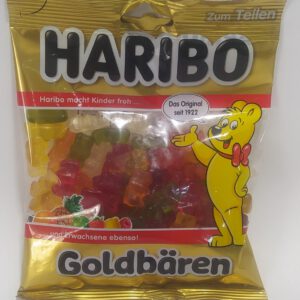 Zum Teilen
HARIBO
Haribo macht Kinder froh ...
Das Original
seit 1922
... und Erwachsene ebenso!
Goldbären